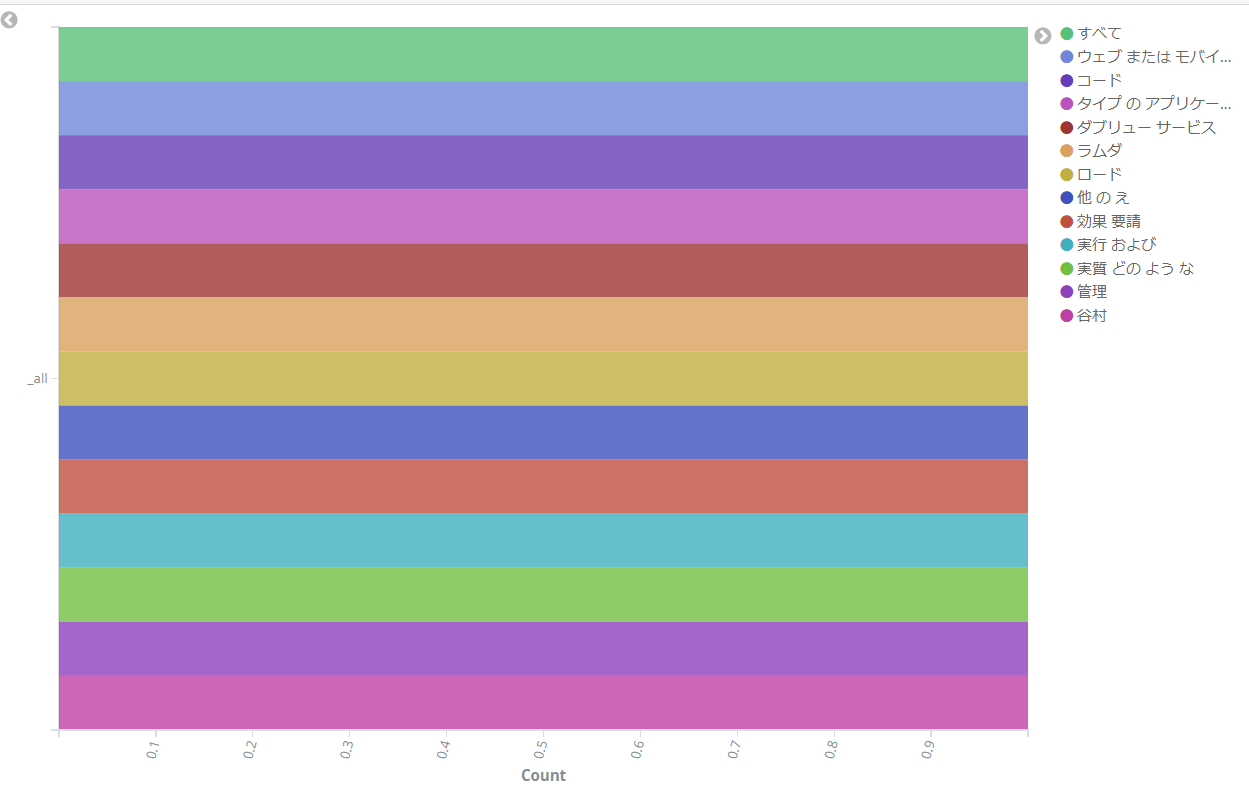 _all
0.1
0.2
0.3
0.4
0.5
0.6
0.7
0.8
0.9
Count
すべて
ウェブ または モバイ...
コード
タイプ の アプリケー...
ダブリュー サービス
ラムダ
ロード
他 の え
効果 要請
実行 および
実質 どの よう な
管理
谷村